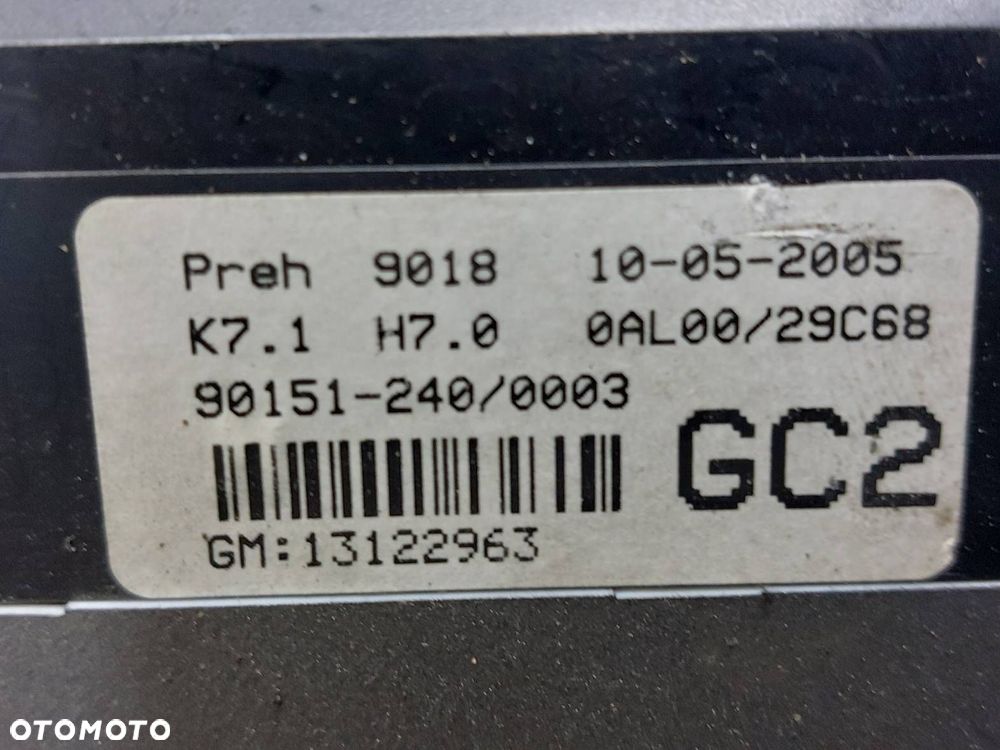 Preh 9018 10-05-2005
K7.1 H7.0 0AL00/29C68
90151-240/0003
GC2
GM:13122963
OTOMOTO